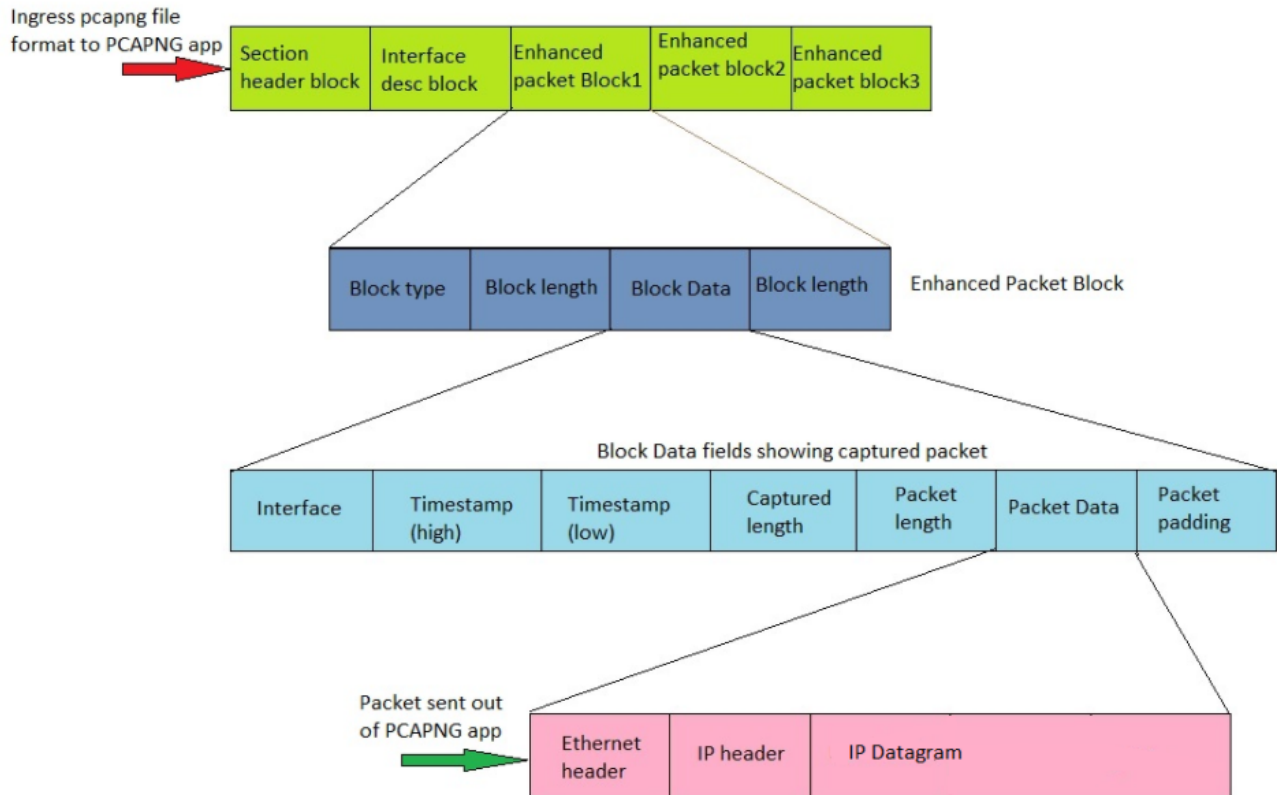 Ingress pcapng file
format to PCAPNG app
Section
header block
Interface
desc block
Enhanced
packet Block1
Enhanced
packet block2
Enhanced
packet block3
Block type
Block length
Block Data
Block length
Enhanced Packet Block
Block Data fields showing captured packet
Interface
Timestamp
(high)
Timestamp
(low)
Captured
length
Packet
length
Packet Data
Packet
padding
Packet sent out
of PCAPNG app
Ethernet
header
IP header
IP Datagram